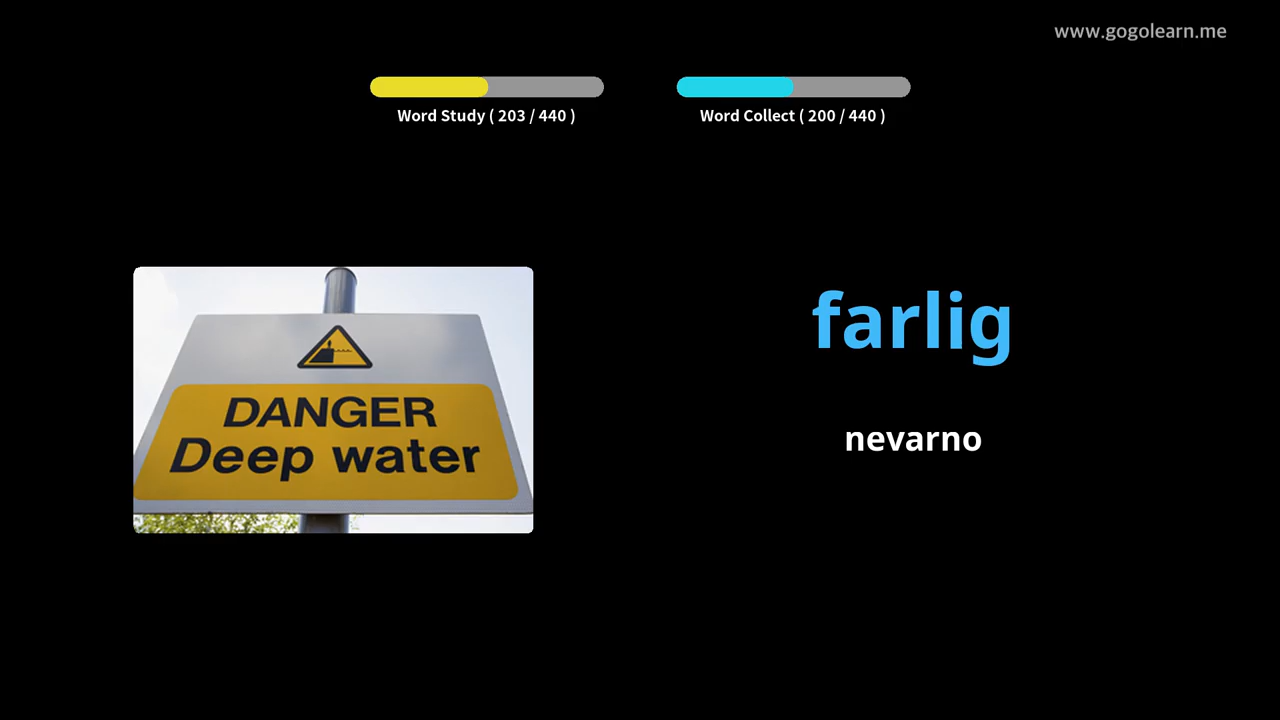 www.gogolearn.me
Word Study ( 203 / 440 )
Word Collect ( 200 / 440 )
DANGER
Deep water
farlig
nevarno